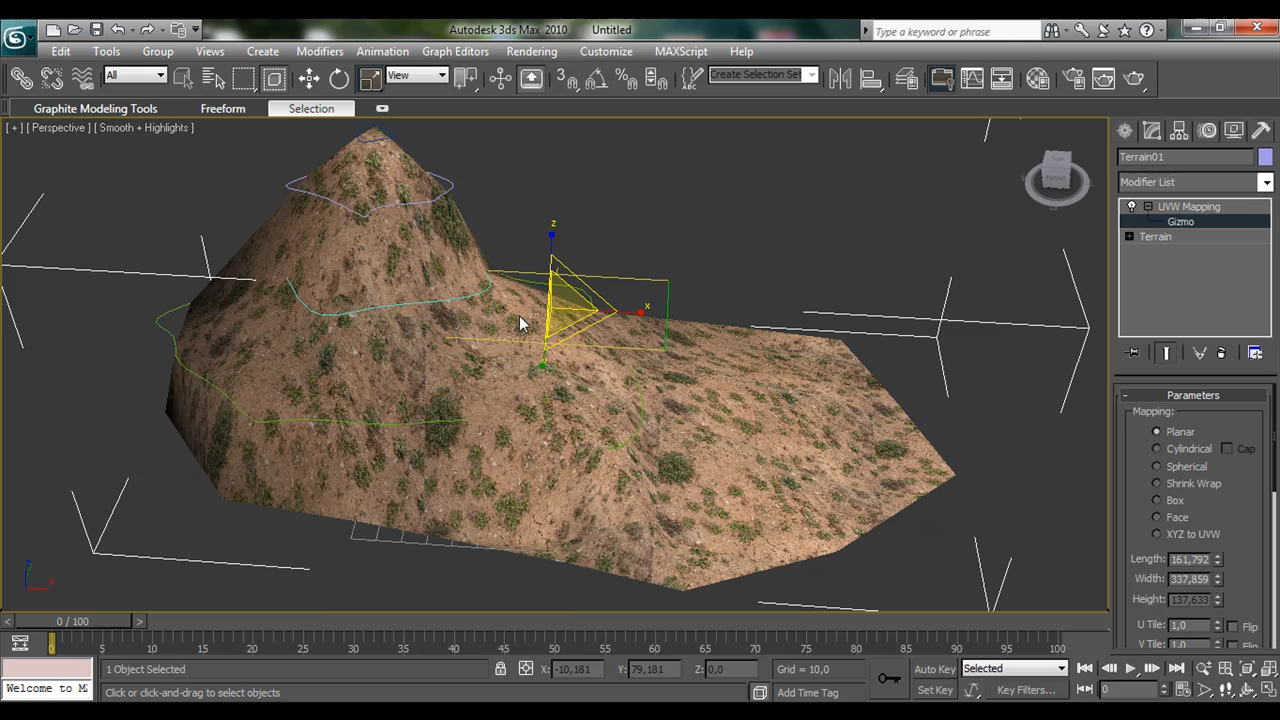 Autodesk 3ds Max 2010 Untitled
Type a keyword or phrase
Edit Tools Group Views Create Modifiers Animation Graph Editors Rendering Customize MAXScript Help
All View Create Selection Set
Graphite Modeling Tools Freeform Selection
[ + ] [ Perspective ] [ Smooth + Highlights ]
TOP
FRONT
Terrain01
Modifier List
UVW Mapping
Gizmo
Terrain
z
x
Parameters
Mapping:
Planar
Cylindrical Cap
Spherical
Shrink Wrap
Box
Face
XYZ to UVW
Length: 161,792
Width: 337,859
Height: 137,633
U Tile: 1,0 Flip
V Tile: 1,0 Flip
0 / 100
0 5 10 15 20 25 30 35 40 45 50 55 60 65 70 75 80 85 90 95 100
1 Object Selected X: -10,181 Y: 79,181 Z: 0,0 Grid = 10,0 Auto Key Selected
Welcome to M Click or click-and-drag to select objects Add Time Tag Set Key Key Filters... 0